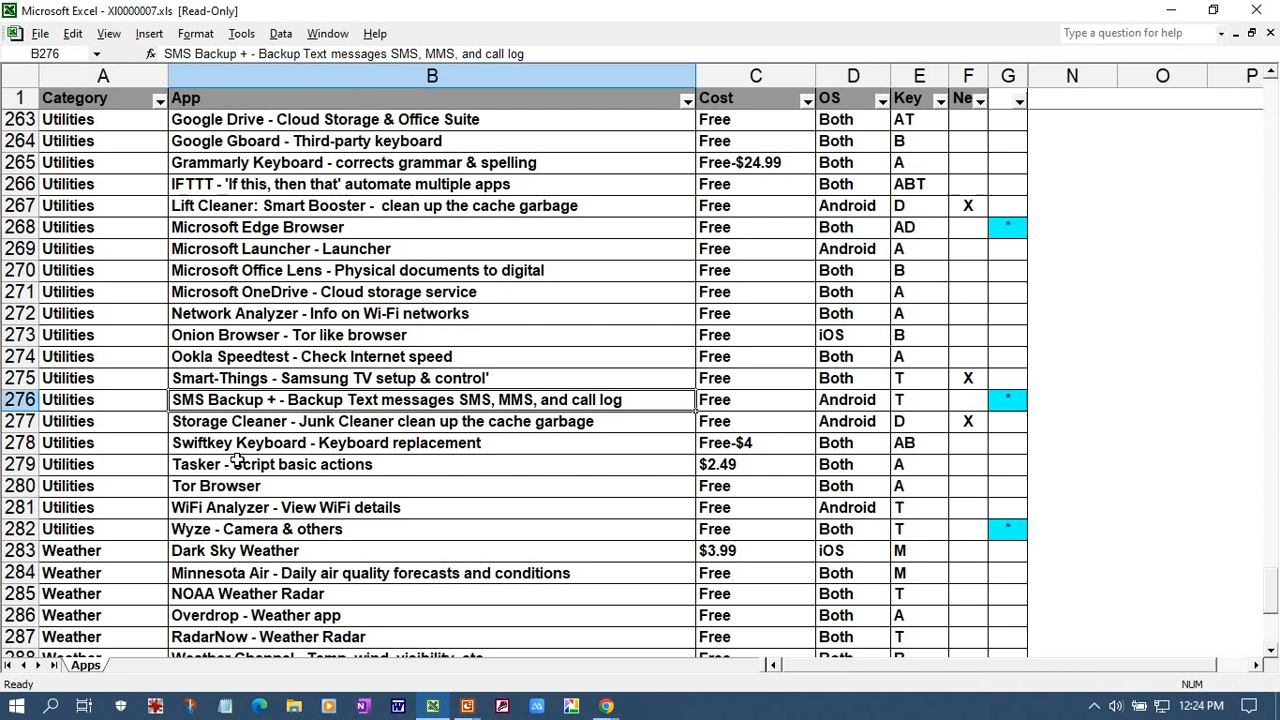 Microsoft Excel - XI0000007.xls [Read-Only]
File Edit View Insert Format Tools Data Window Help Type a question for help
B276 fx SMS Backup + - Backup Text messages SMS, MMS, and call log
A B C D E F G N O P
1 Category App Cost OS Key Ne
263 Utilities Google Drive - Cloud Storage & Office Suite Free Both AT
264 Utilities Google Gboard - Third-party keyboard Free Both B
265 Utilities Grammarly Keyboard - corrects grammar & spelling Free-$24.99 Both A
266 Utilities IFTTT - 'If this, then that' automate multiple apps Free Both ABT
267 Utilities Lift Cleaner: Smart Booster - clean up the cache garbage Free Android D X
268 Utilities Microsoft Edge Browser Free Both AD *
269 Utilities Microsoft Launcher - Launcher Free Android A
270 Utilities Microsoft Office Lens - Physical documents to digital Free Both B
271 Utilities Microsoft OneDrive - Cloud storage service Free Both A
272 Utilities Network Analyzer - Info on Wi-Fi networks Free Both A
273 Utilities Onion Browser - Tor like browser Free iOS B
274 Utilities Ookla Speedtest - Check Internet speed Free Both A
275 Utilities Smart-Things - Samsung TV setup & control' Free Both T X
276 Utilities SMS Backup + - Backup Text messages SMS, MMS, and call log Free Android T *
277 Utilities Storage Cleaner - Junk Cleaner clean up the cache garbage Free Android D X
278 Utilities Swiftkey Keyboard - Keyboard replacement Free-$4 Both AB
279 Utilities Tasker - Script basic actions $2.49 Both A
280 Utilities Tor Browser Free Both A
281 Utilities WiFi Analyzer - View WiFi details Free Android T
282 Utilities Wyze - Camera & others Free Both T *
283 Weather Dark Sky Weather $3.99 iOS M
284 Weather Minnesota Air - Daily air quality forecasts and conditions Free Both M
285 Weather NOAA Weather Radar Free Both T
286 Weather Overdrop - Weather app Free Both A
287 Weather RadarNow - Weather Radar Free Both T
288 Weather Weather Channel - Temp, wind, visibility, etc Free Both B
Apps
Ready NUM
12:24 PM